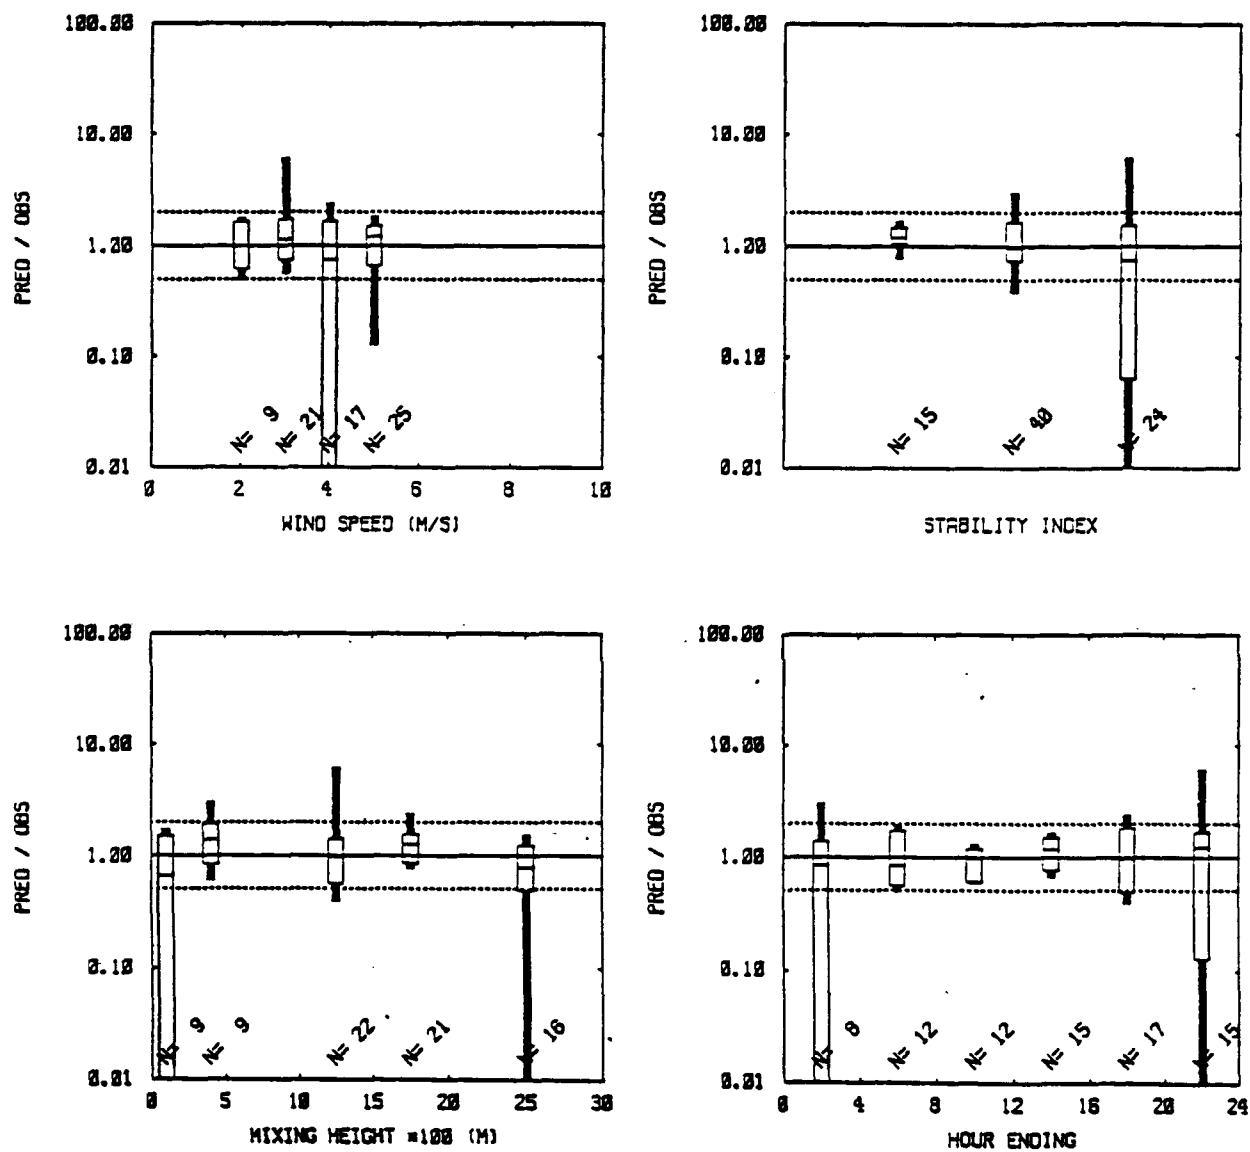 100.00
10.00
PRED / OBS
1.00
0.10
0.01
N= 9
N= 21
N= 17
N= 25
0 2 4 6 8 10
WIND SPEED (M/S)
100.00
10.00
PRED / OBS
1.00
0.10
0.01
N= 15
N= 40
N= 24
STABILITY INDEX
100.00
10.00
PRED / OBS
1.00
0.10
0.01
N= 9
N= 9
N= 22
N= 21
N= 16
0 5 10 15 20 25 30
MIXING HEIGHT *100 (M)
100.00
10.00
PRED / OBS
1.00
0.10
0.01
N= 8
N= 12
N= 12
N= 15
N= 17
N= 15
0 4 8 12 16 20 24
HOUR ENDING